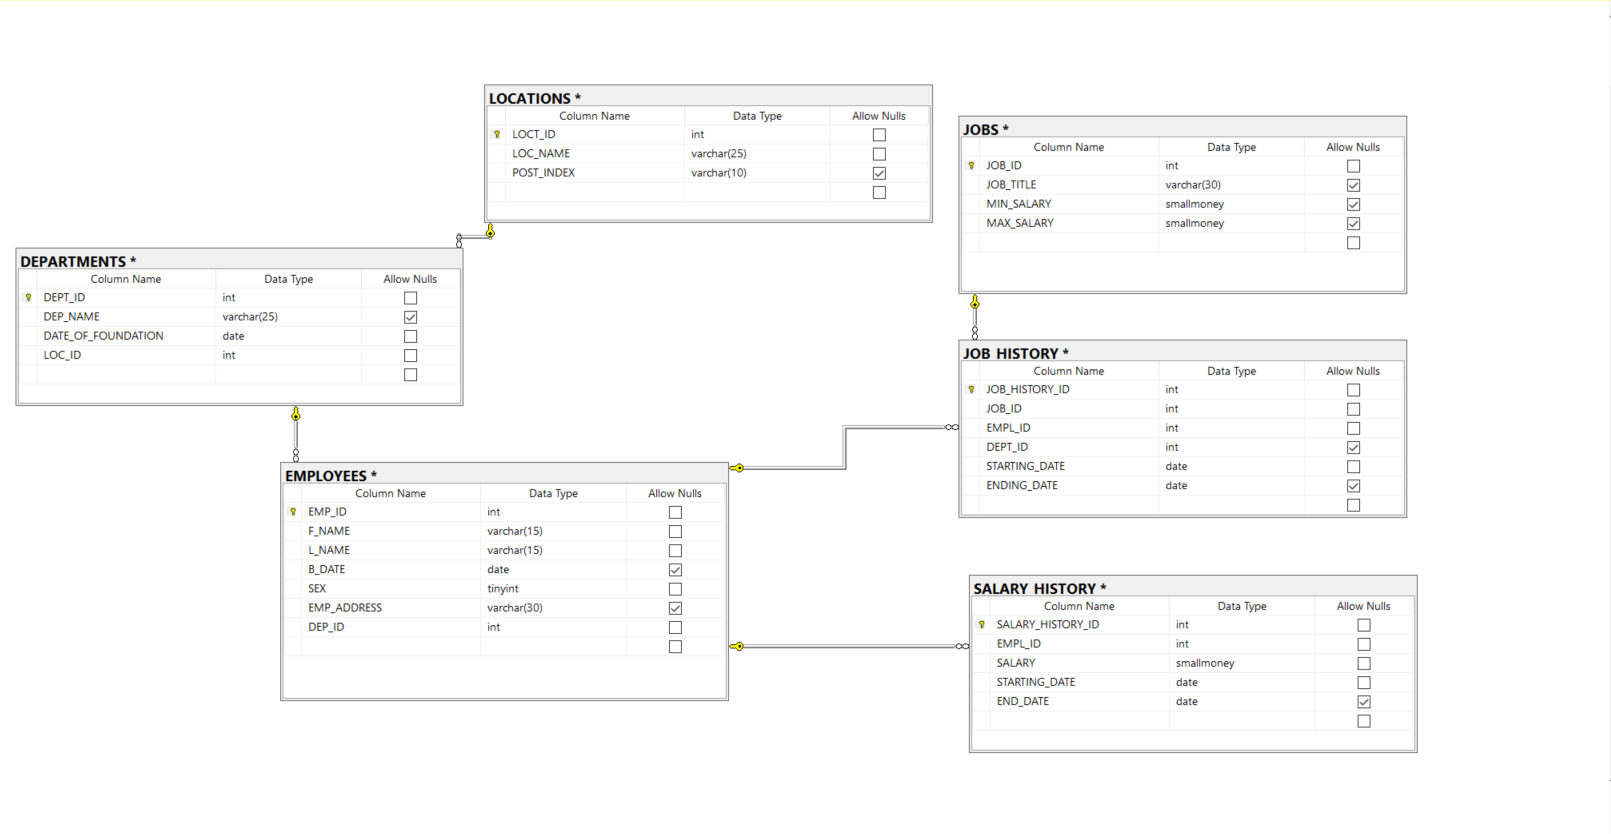 LOCATIONS *
Column Name Data Type Allow Nulls
LOCT_ID int
LOC_NAME varchar(25)
POST_INDEX varchar(10)
JOBS *
Column Name Data Type Allow Nulls
JOB_ID int
JOB_TITLE varchar(30)
MIN_SALARY smallmoney
MAX_SALARY smallmoney
DEPARTMENTS *
Column Name Data Type Allow Nulls
DEPT_ID int
DEP_NAME varchar(25)
DATE_OF_FOUNDATION date
LOC_ID int
JOB_HISTORY *
Column Name Data Type Allow Nulls
JOB_HISTORY_ID int
JOB_ID int
EMPL_ID int
DEPT_ID int
STARTING_DATE date
ENDING_DATE date
EMPLOYEES *
Column Name Data Type Allow Nulls
EMP_ID int
F_NAME varchar(15)
L_NAME varchar(15)
B_DATE date
SEX tinyint
EMP_ADDRESS varchar(30)
DEP_ID int
SALARY_HISTORY *
Column Name Data Type Allow Nulls
SALARY_HISTORY_ID int
EMPL_ID int
SALARY smallmoney
STARTING_DATE date
END_DATE date